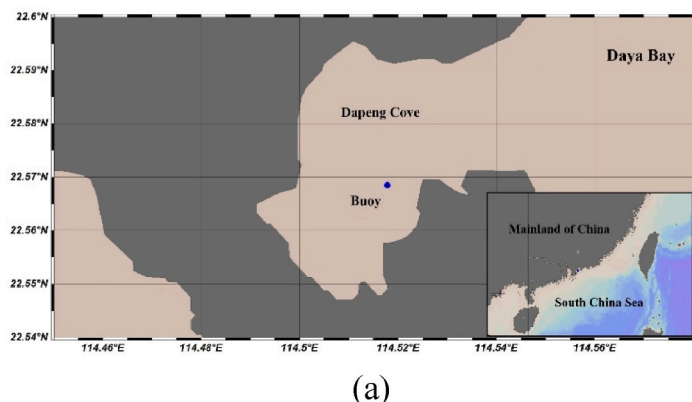 22.6°N
22.59°N
22.58°N
22.57°N
22.56°N
22.55°N
22.54°N
Daya Bay
Dapeng Cove
Buoy
Mainland of China
South China Sea
114.46°E 114.48°E 114.5°E 114.52°E 114.54°E 114.56°E
(a)